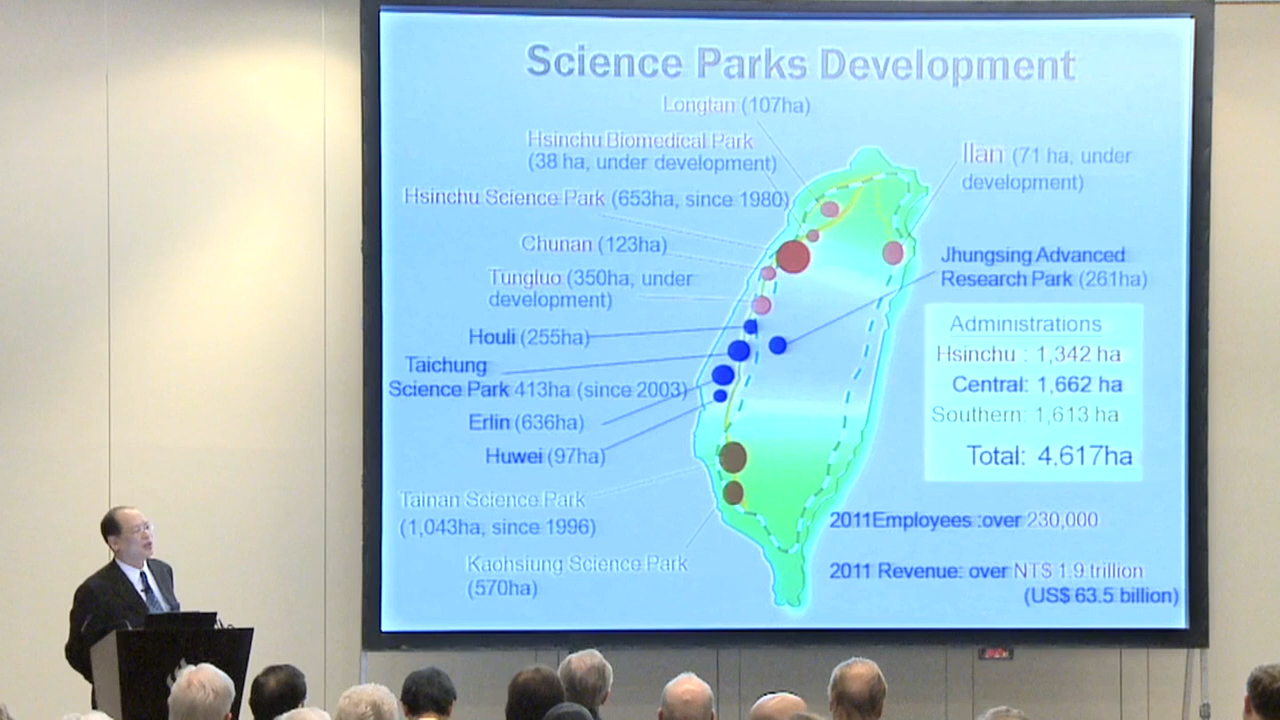 Science Parks Development
Longtan (107ha)
Hsinchu Biomedical Park
(38 ha, under development)
Hsinchu Science Park (653ha, since 1980)
Chunan (123ha)
Tungluo (350ha, under
development)
Houli (255ha)
Taichung
Science Park 413ha (since 2003)
Erlin (636ha)
Huwei (97ha)
Tainan Science Park
(1,043ha, since 1996)
Kaohsiung Science Park
(570ha)
Ilan (71 ha, under
development)
Jhungsing Advanced
Research Park (261ha)
Administrations
Hsinchu : 1,342 ha
Central: 1,662 ha
Southern: 1,613 ha
Total: 4,617ha
2011Employees :over 230,000
2011 Revenue: over NT$ 1.9 trillion
(US$ 63.5 billion)